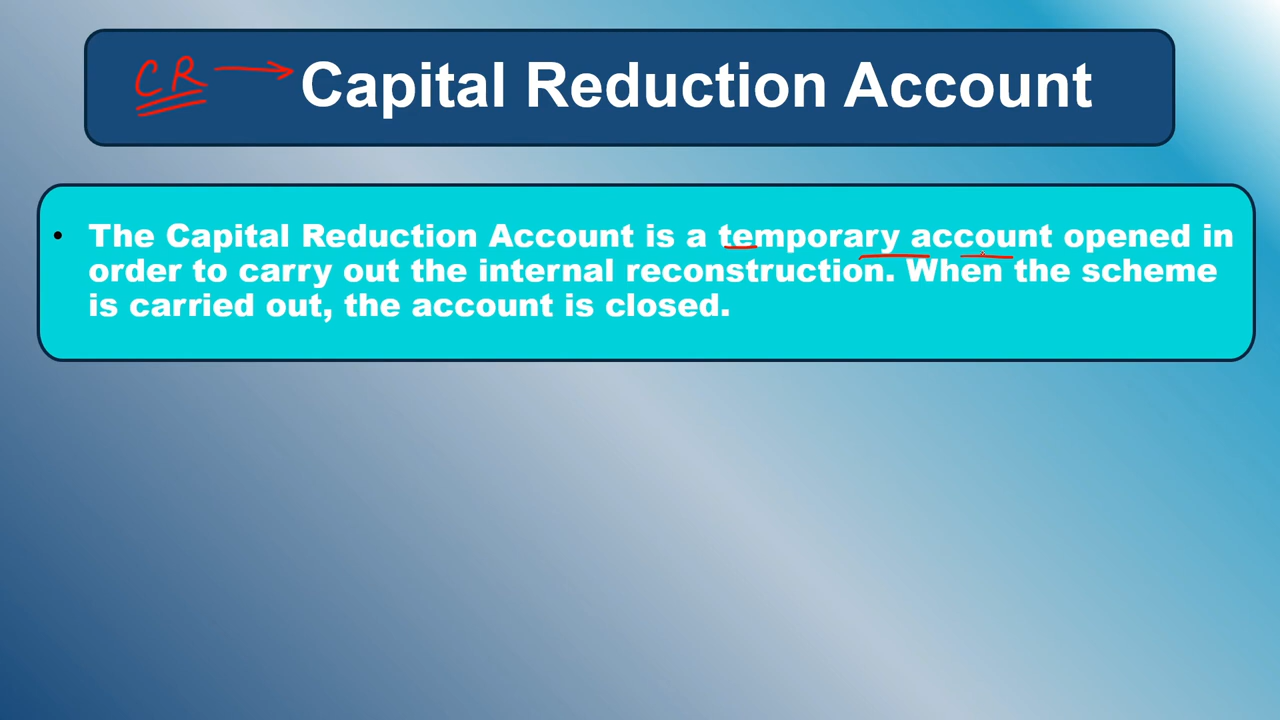 CR → Capital Reduction Account
• The Capital Reduction Account is a temporary account opened in
order to carry out the internal reconstruction. When the scheme
is carried out, the account is closed.